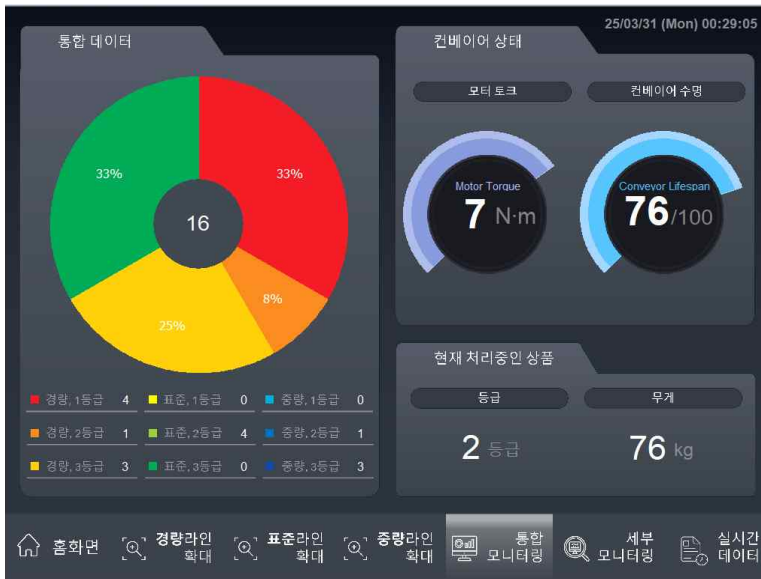 25/03/31 (Mon) 00:29:05
통합 데이터
33%
33%
16
8%
25%
경량, 1등급 4
표준, 1등급 0
중량, 1등급 0
경량, 2등급 1
표준, 2등급 4
중량, 2등급 1
경량, 3등급 3
표준, 3등급 0
중량, 3등급 3
컨베이어 상태
모터 토크
컨베이어 수명
Motor Torque
7 N·m
Conveyor Lifespan
76/100
현재 처리중인 상품
등급
무게
2 등급
76 kg
홈화면
경량라인
확대
표준라인
확대
중량라인
확대
통합
모니터링
세부
모니터링
실시간
데이터